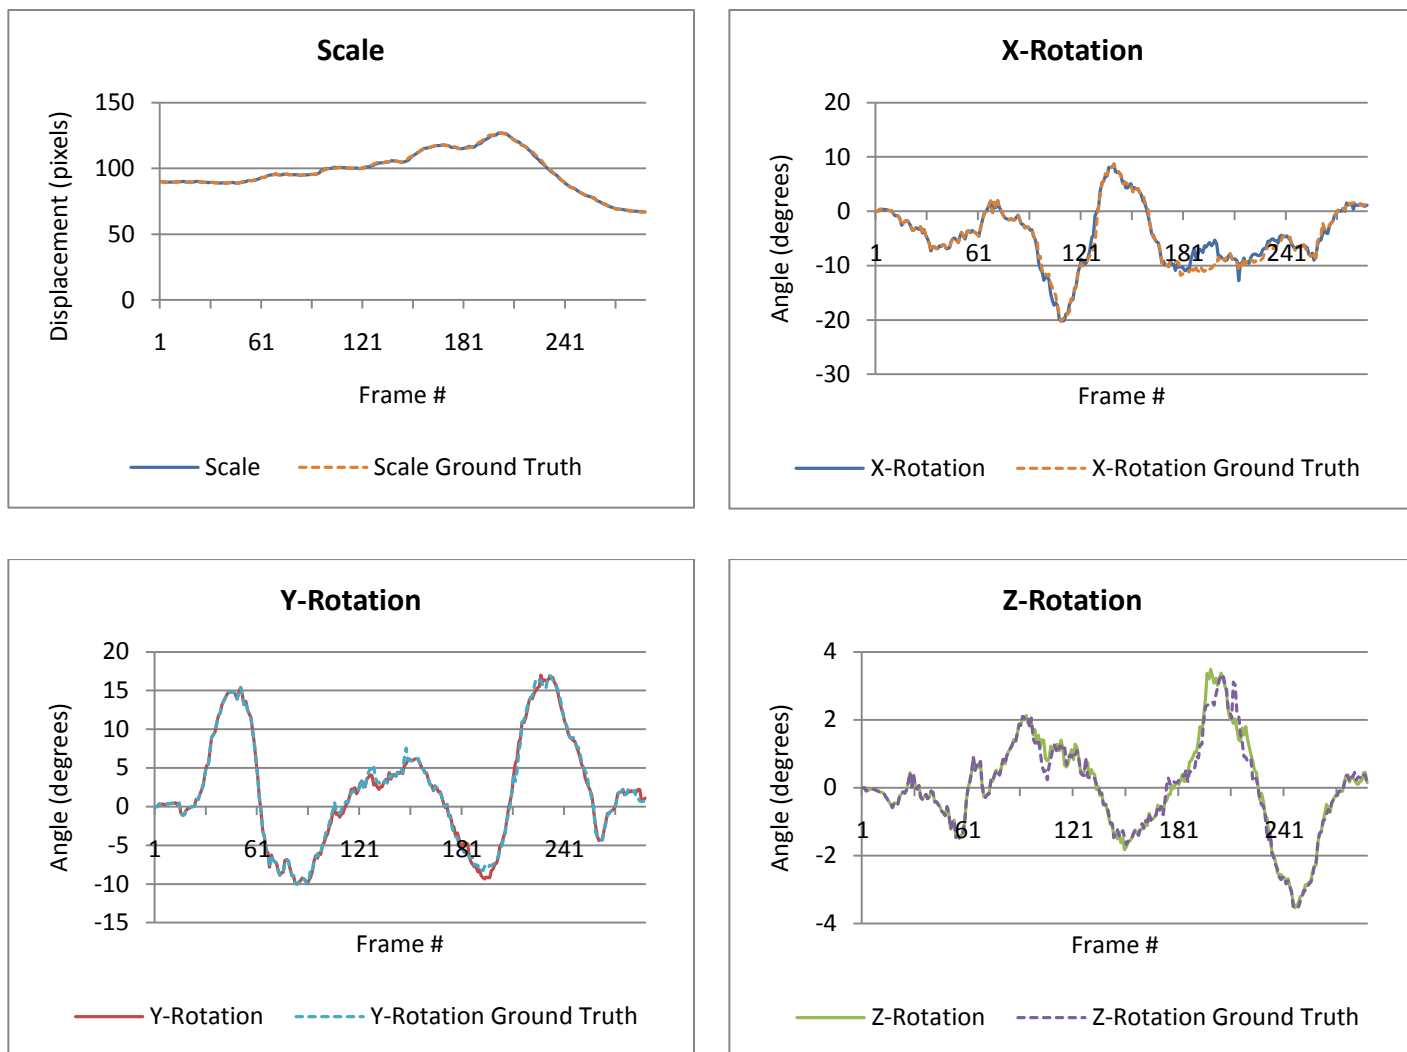 Scale
150
100
50
0
Displacement (pixels)
1 61 121 181 241
Frame #
Scale Scale Ground Truth
X-Rotation
20
10
0
-10
-20
-30
Angle (degrees)
1 61 121 181 241
Frame #
X-Rotation X-Rotation Ground Truth
Y-Rotation
20
15
10
5
0
-5
-10
-15
Angle (degrees)
1 61 121 181 241
Frame #
Y-Rotation Y-Rotation Ground Truth
Z-Rotation
4
2
0
-2
-4
Angle (degrees)
1 61 121 181 241
Frame #
Z-Rotation Z-Rotation Ground Truth